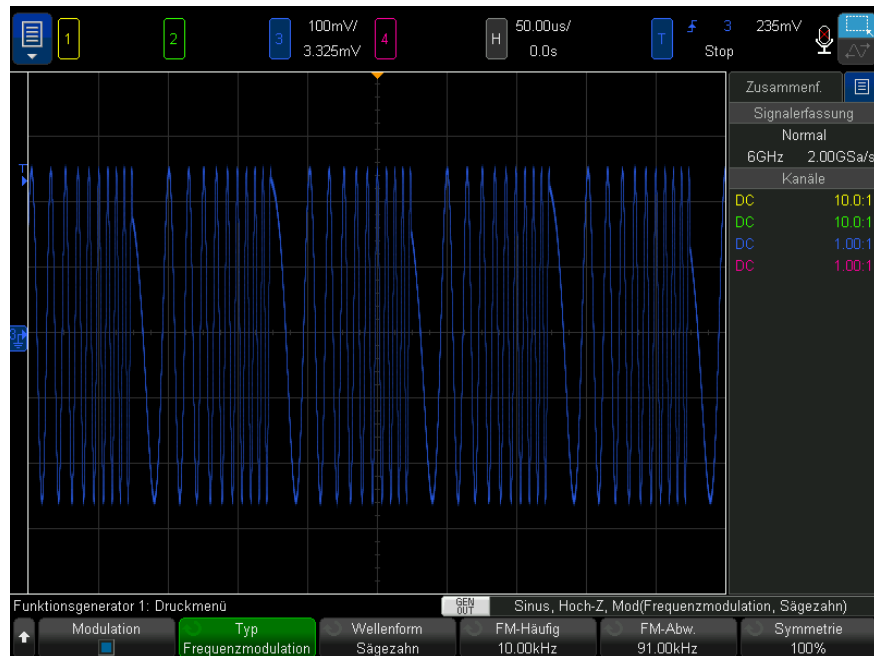 1
2
3
100mV/
3.325mV
4
H
50.00us/
0.0s
T
3
235mV
Stop
Zusammenf.
Signalerfassung
Normal
6GHz 2.00GSa/s
Kanäle
DC 10.0:1
DC 10.0:1
DC 1.00:1
DC 1.00:1
T
3
Funktionsgenerator 1: Druckmenü
GEN
OUT
Sinus, Hoch-Z, Mod(Frequenzmodulation, Sägezahn)
Modulation
Typ
Frequenzmodulation
Wellenform
Sägezahn
FM-Häufig
10.00kHz
FM-Abw.
91.00kHz
Symmetrie
100%